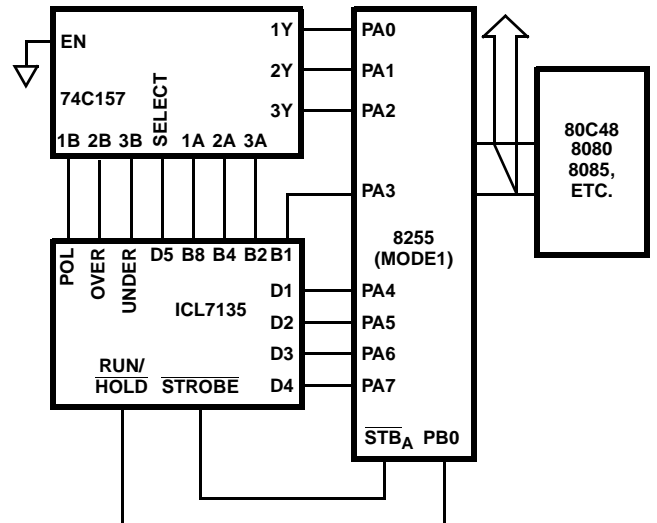 EN
1Y
PA0
2Y
PA1
74C157
SELECT
3Y
PA2
1B 2B 3B
1A 2A 3A
80C48
8080
8085,
ETC.
PA3
POL
OVER
UNDER
D5 B8 B4 B2 B1
8255
(MODE1)
ICL7135
D1
PA4
D2
PA5
D3
PA6
D4
PA7
RUN/
HOLD
STROBE
STBA
PB0